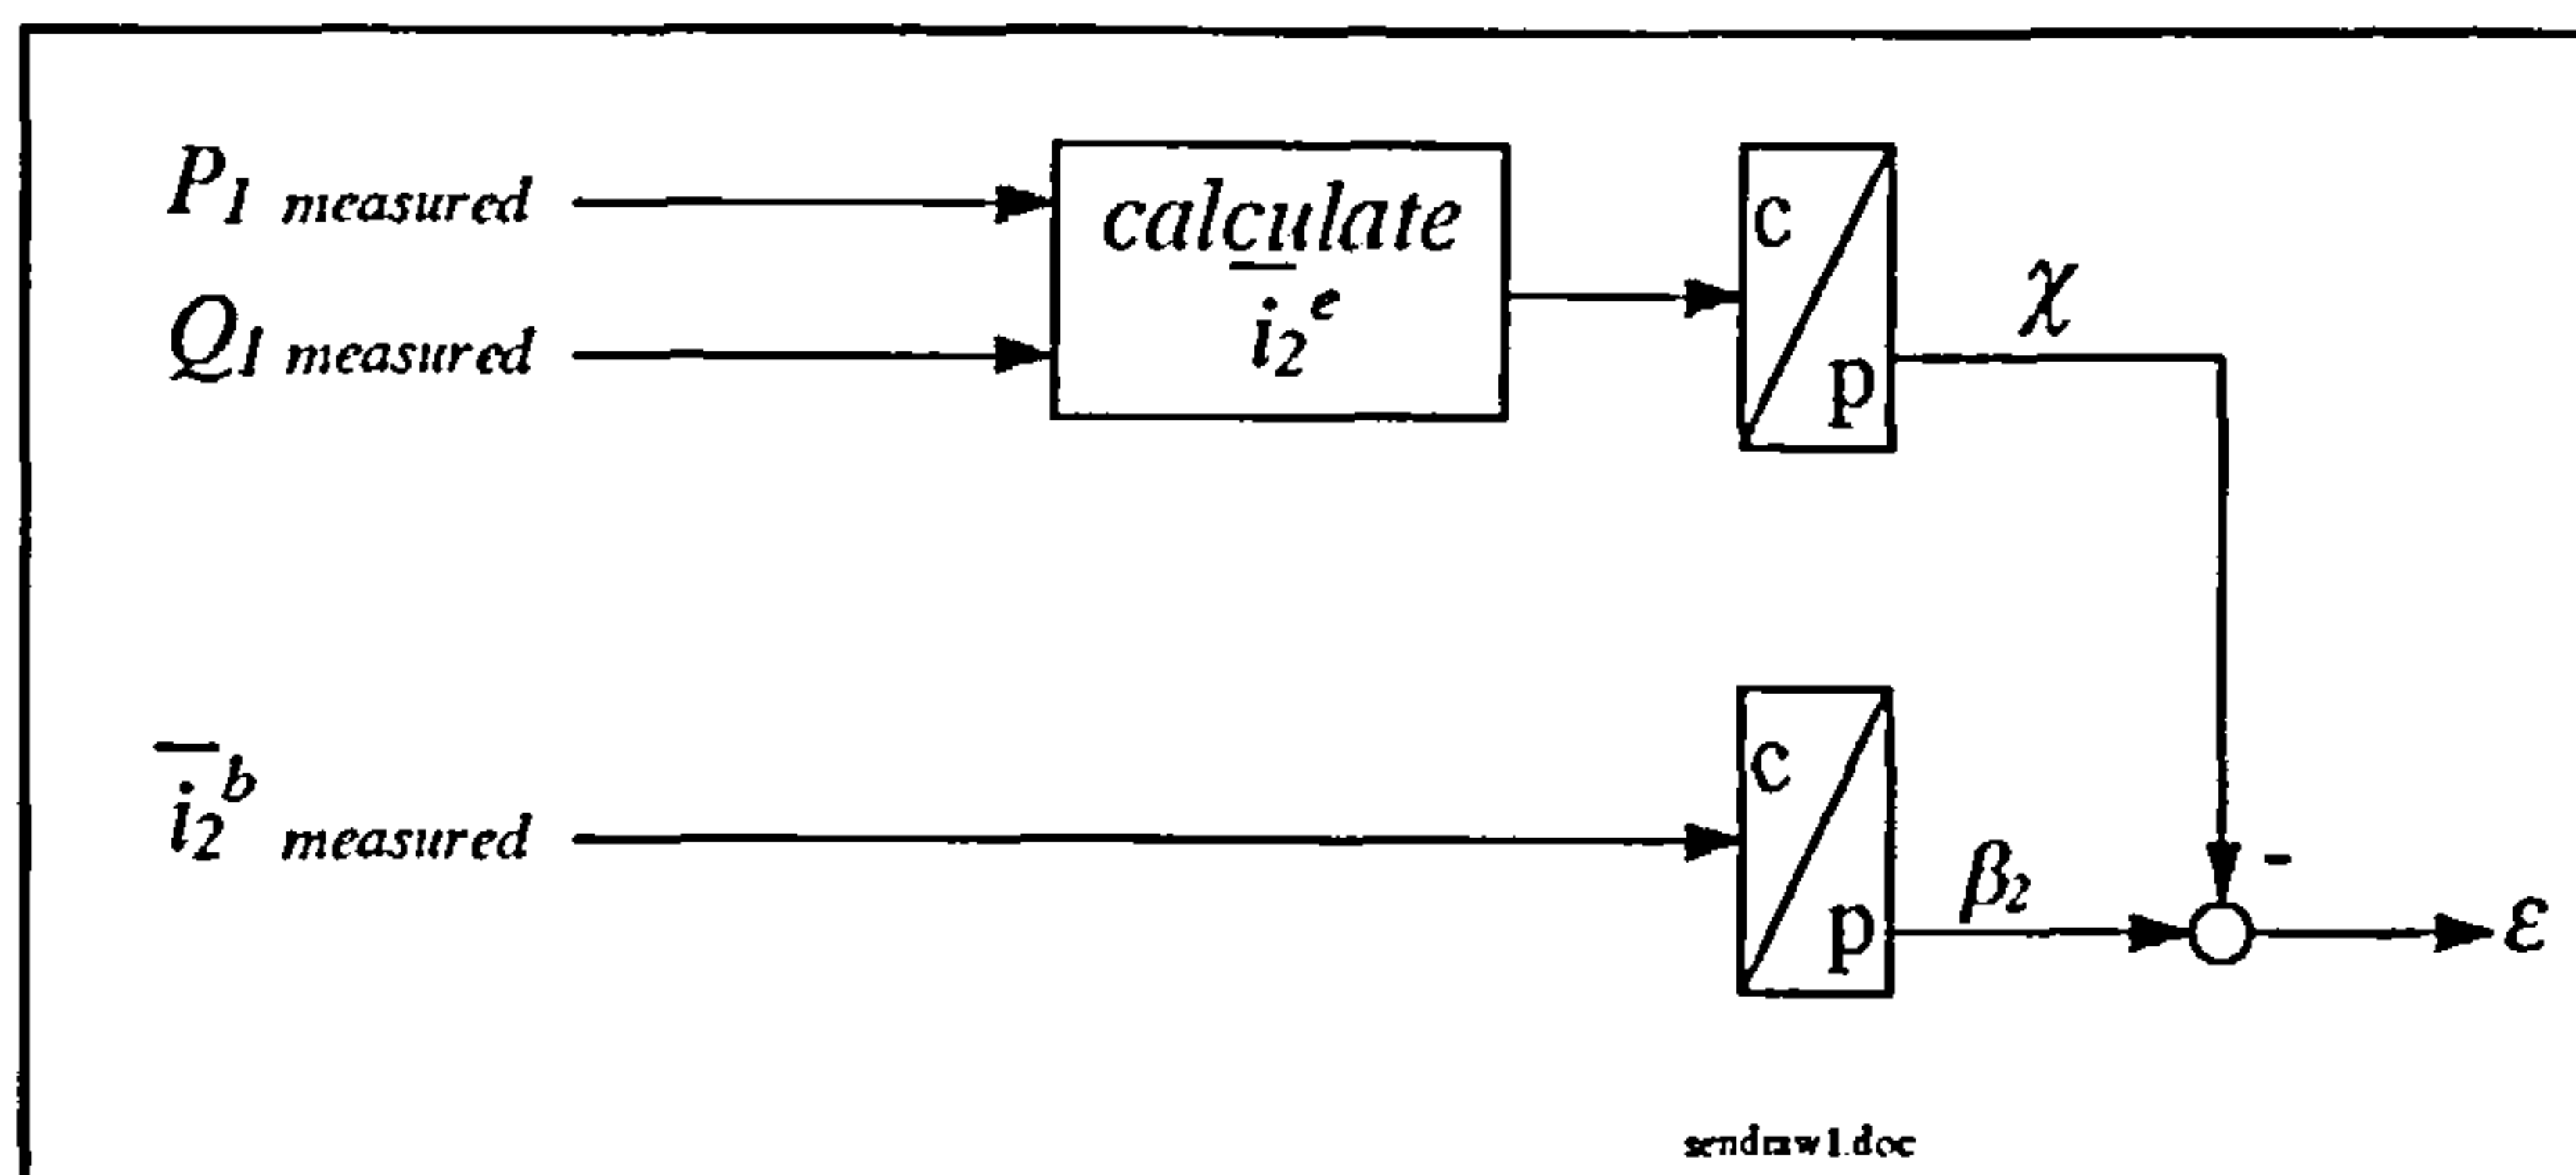 P1 measured
calculate
i2e
c
p
χ
Q1 measured
i2b measured
c
p
β2
-
ε
sendraw1.doc